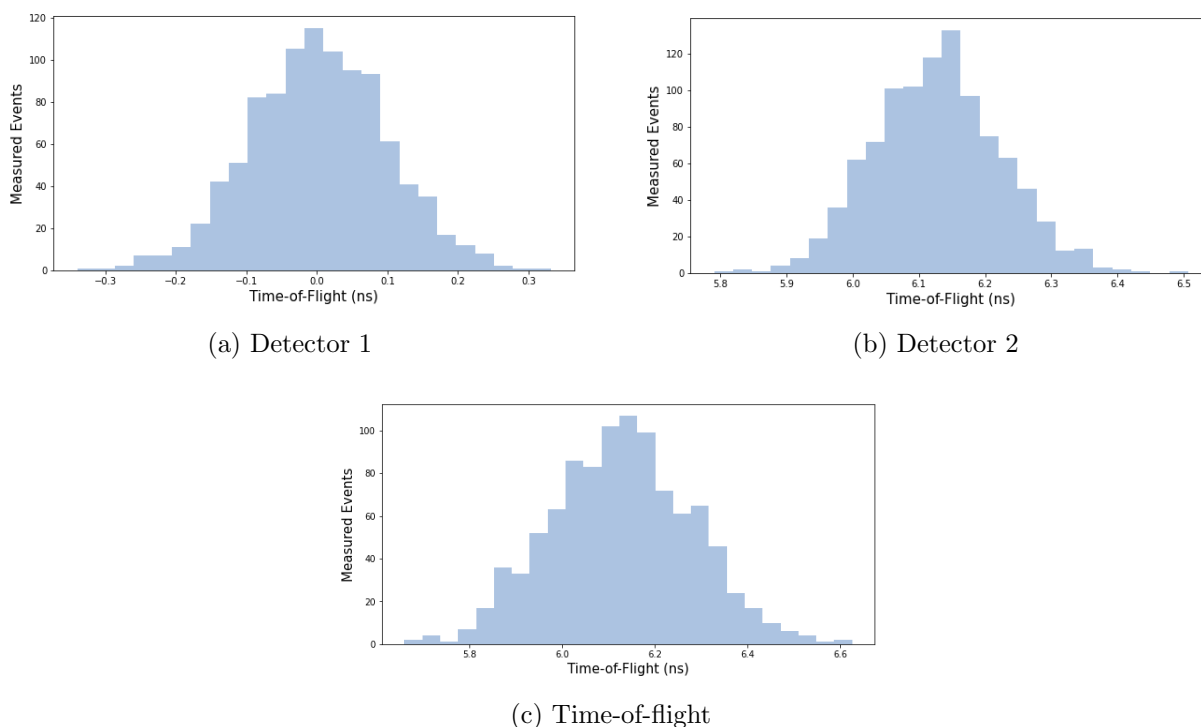 120
100
80
60
40
20
0
Measured Events
−0.3 −0.2 −0.1 0.0 0.1 0.2 0.3
Time-of-Flight (ns)
(a) Detector 1
120
100
80
60
40
20
0
Measured Events
5.8 5.9 6.0 6.1 6.2 6.3 6.4 6.5
Time-of-Flight (ns)
(b) Detector 2
100
80
60
40
20
0
Measured Events
5.8 6.0 6.2 6.4 6.6
Time-of-Flight (ns)
(c) Time-of-flight